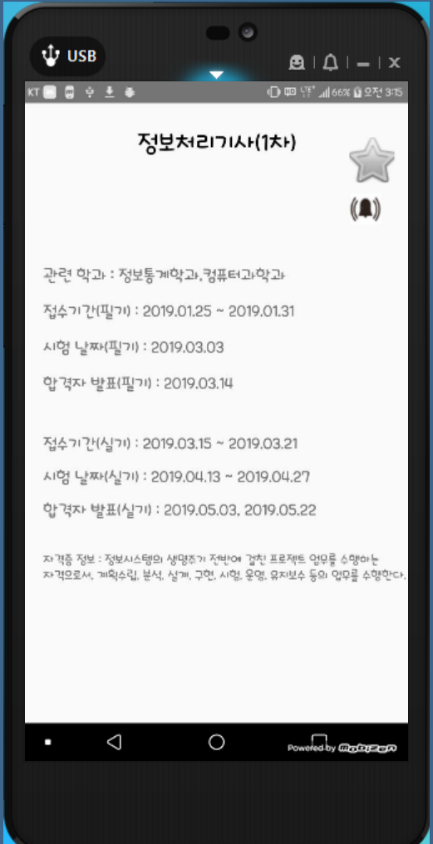 USB
KT
66% 오전 3:15
정보처리기사(1차)
관련 학과 : 정보통계학과,컴퓨터과학과
접수기간(필기) : 2019.01.25 ~ 2019.01.31
시험 날짜(필기) : 2019.03.03
합격자 발표(필기) : 2019.03.14
접수기간(실기) : 2019.03.15 ~ 2019.03.21
시험 날짜(실기) : 2019.04.13 ~ 2019.04.27
합격자 발표(실기) : 2019.05.03, 2019.05.22
자격증 정보 : 정보시스템의 생명주기 전반에 걸친 프로젝트 업무를 수행하는
자격으로서, 계획수립, 분석, 설계, 구현, 시험, 운영, 유지보수 등의 업무를 수행한다.
Powered by mobizen